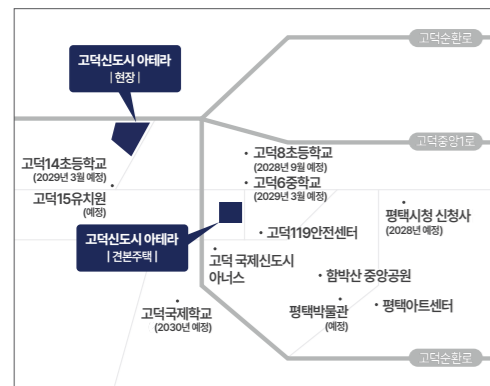 고덕순환로
고덕신도시 아테라
| 현장 |
고덕중앙1로
고덕14초등학교
(2029년 3월 예정)
고덕15유치원
(예정)
고덕8초등학교
(2028년 9월 예정)
고덕6중학교
(2029년 3월 예정)
평택시청 신청사
(2028년 예정)
고덕신도시 아테라
| 견본주택 |
고덕119안전센터
고덕 국제신도시
아너스
함박산 중앙공원
고덕국제학교
(2030년 예정)
평택박물관
(예정)
평택아트센터
고덕순환로